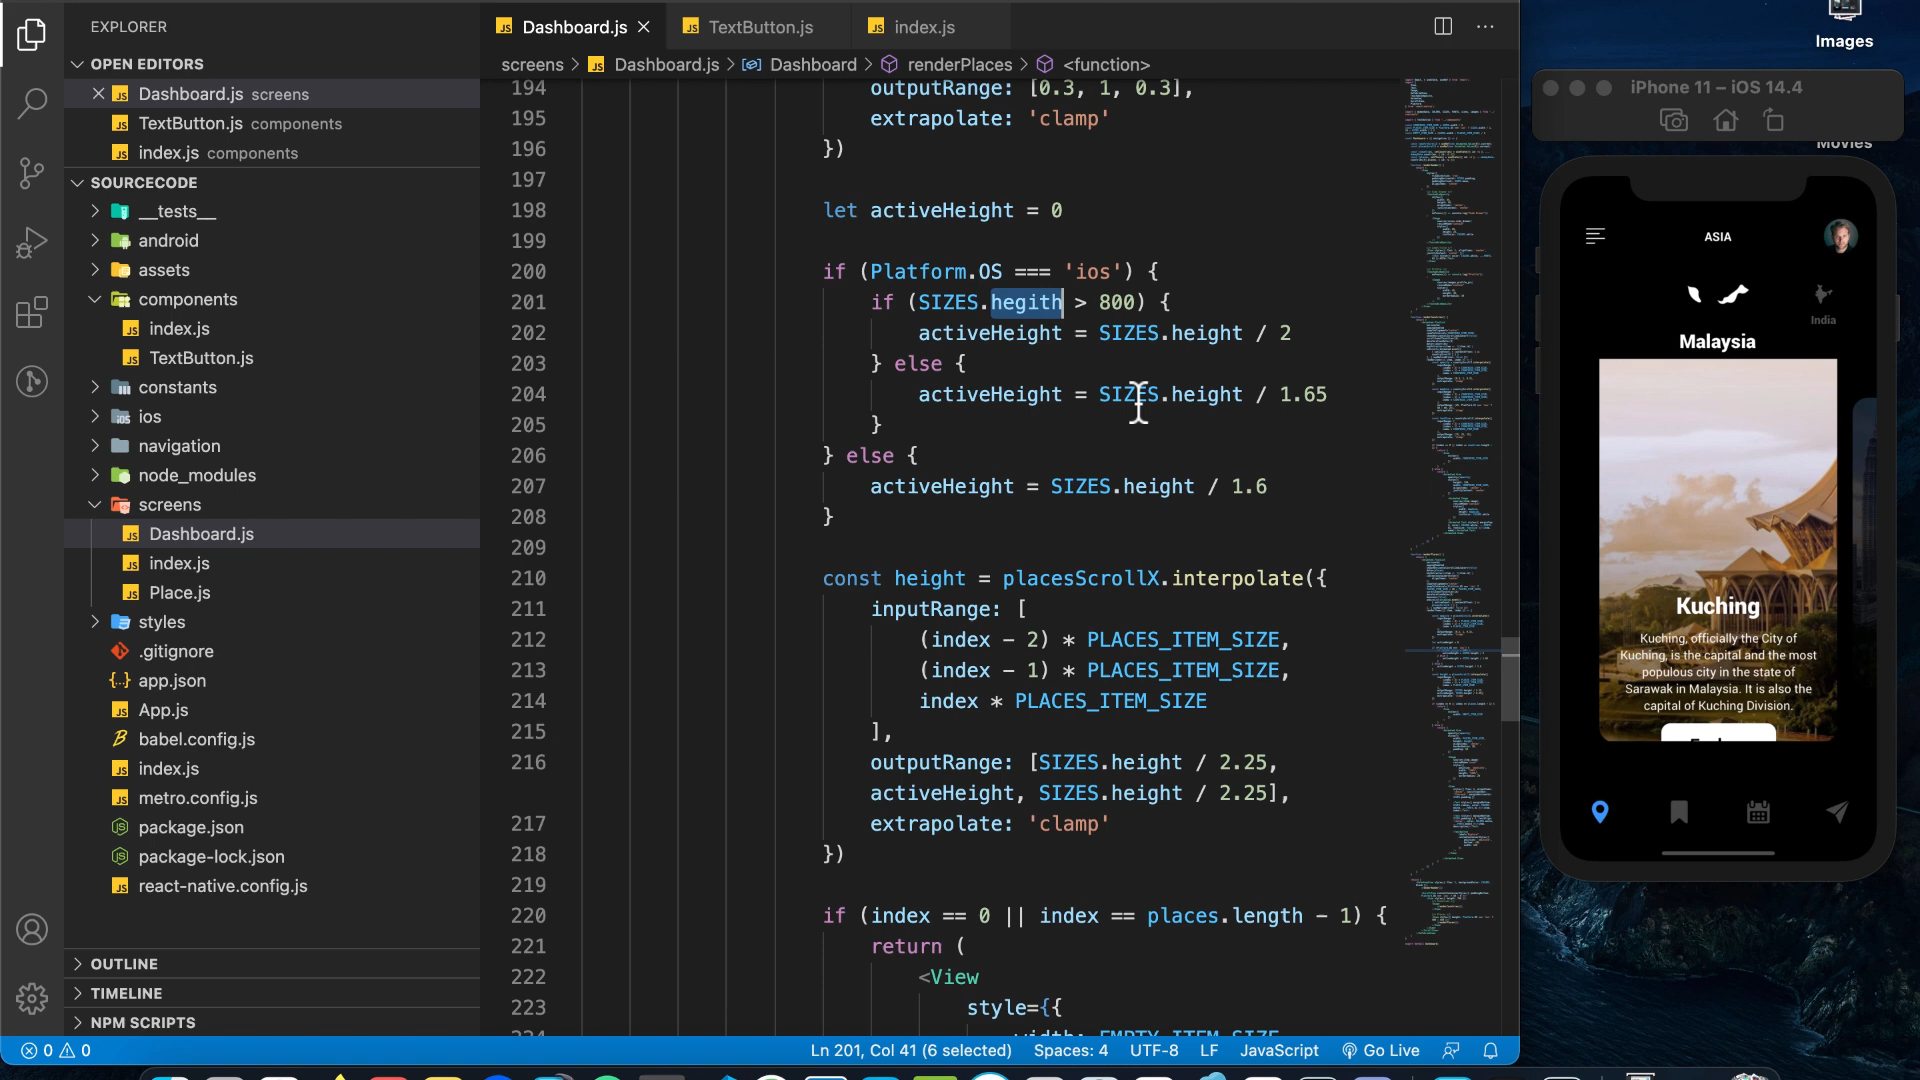 EXPLORER
OPEN EDITORS
Dashboard.js screens
TextButton.js components
index.js components
SOURCECODE
__tests__
android
assets
components
index.js
TextButton.js
constants
ios
navigation
node_modules
screens
Dashboard.js
index.js
Place.js
styles
.gitignore
app.json
App.js
babel.config.js
index.js
metro.config.js
package.json
package-lock.json
react-native.config.js
OUTLINE
TIMELINE
NPM SCRIPTS
Dashboard.js TextButton.js index.js
screens > Dashboard.js > Dashboard > renderPlaces > <function>
194 outputRange: [0.3, 1, 0.3],
195 extrapolate: 'clamp'
196 })
197
198 let activeHeight = 0
199
200 if (Platform.OS === 'ios') {
201 if (SIZES.hegith > 800) {
202 activeHeight = SIZES.height / 2
203 } else {
204 activeHeight = SIZES.height / 1.65
205 }
206 } else {
207 activeHeight = SIZES.height / 1.6
208 }
209
210 const height = placesScrollX.interpolate({
211 inputRange: [
212 (index - 2) * PLACES_ITEM_SIZE,
213 (index - 1) * PLACES_ITEM_SIZE,
214 index * PLACES_ITEM_SIZE
215 ],
216 outputRange: [SIZES.height / 2.25,
activeHeight, SIZES.height / 2.25],
217 extrapolate: 'clamp'
218 })
219
220 if (index == 0 || index == places.length - 1) {
221 return (
222 <View
223 style={{
224 width: EMPTY_ITEM_SIZE
0 0 Ln 201, Col 41 (6 selected) Spaces: 4 UTF-8 LF JavaScript Go Live
Images
iPhone 11 – iOS 14.4
Movies
ASIA
India
Malaysia
Kuching
Kuching, officially the City of
Kuching, is the capital and the most
populous city in the state of
Sarawak in Malaysia. It is also the
capital of Kuching Division.